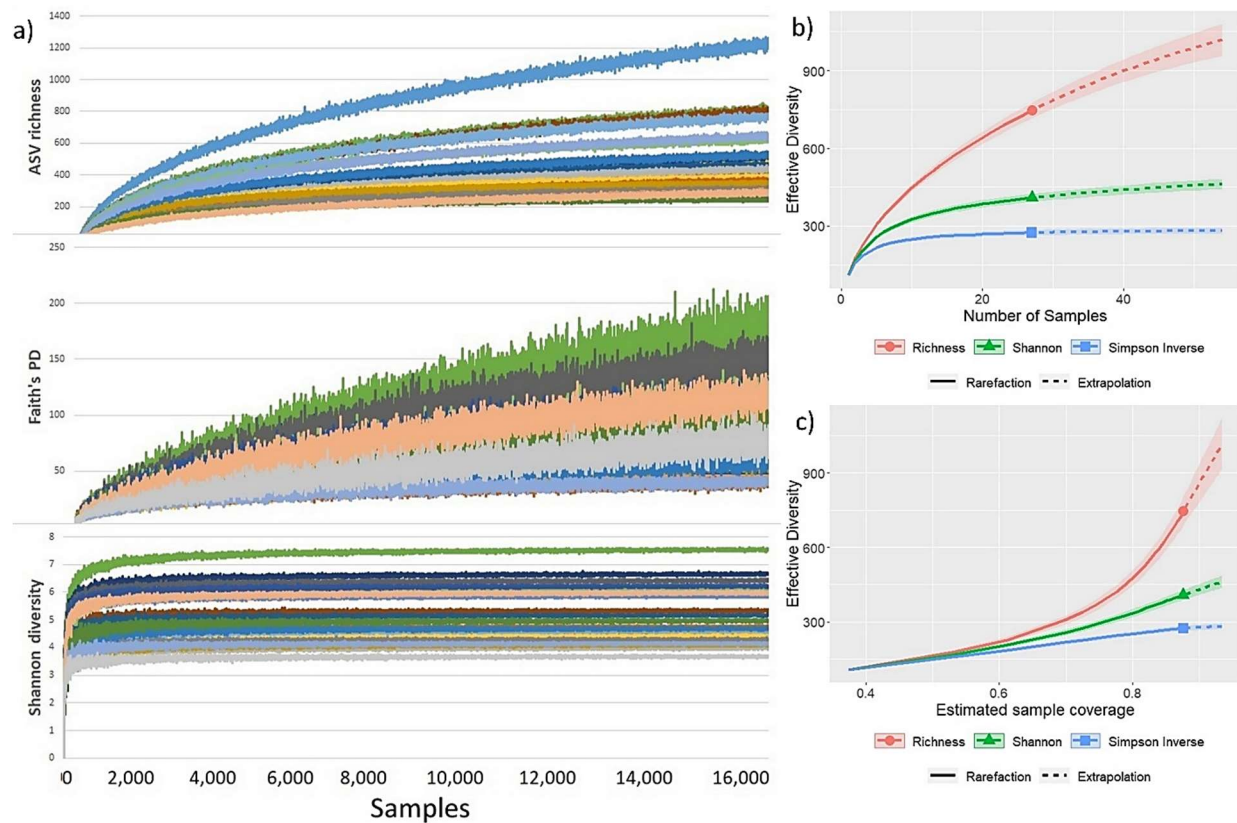 a)
ASV richness
1400
1200
1000
800
600
400
200
Faith's PD
250
200
150
100
50
Shannon diversity
8
7
6
5
4
3
2
1
0
0 2,000 4,000 6,000 8,000 10,000 12,000 14,000 16,000
Samples
b)
Effective Diversity
900
600
300
0 20 40
Number of Samples
Richness Shannon Simpson Inverse
Rarefaction Extrapolation
c)
Effective Diversity
900
600
300
0.4 0.6 0.8
Estimated sample coverage
Richness Shannon Simpson Inverse
Rarefaction Extrapolation